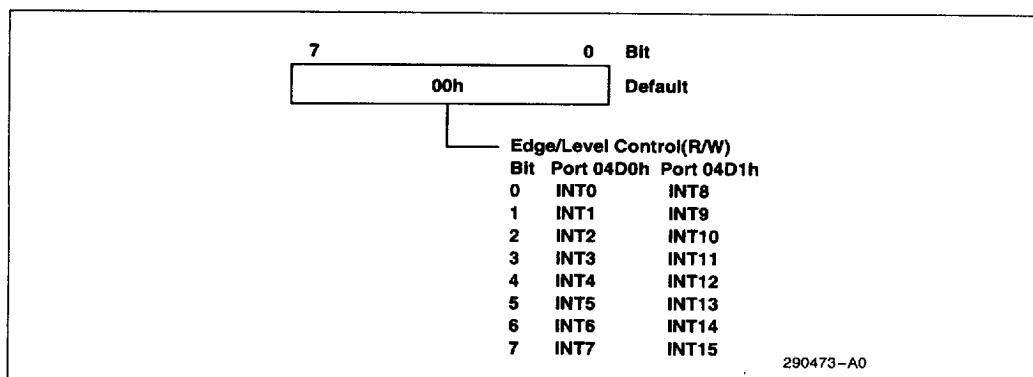 7 0 Bit
00h Default
Edge/Level Control(R/W)
Bit Port 04D0h Port 04D1h
0 INT0 INT8
1 INT1 INT9
2 INT2 INT10
3 INT3 INT11
4 INT4 INT12
5 INT5 INT13
6 INT6 INT14
7 INT7 INT15
290473–A0